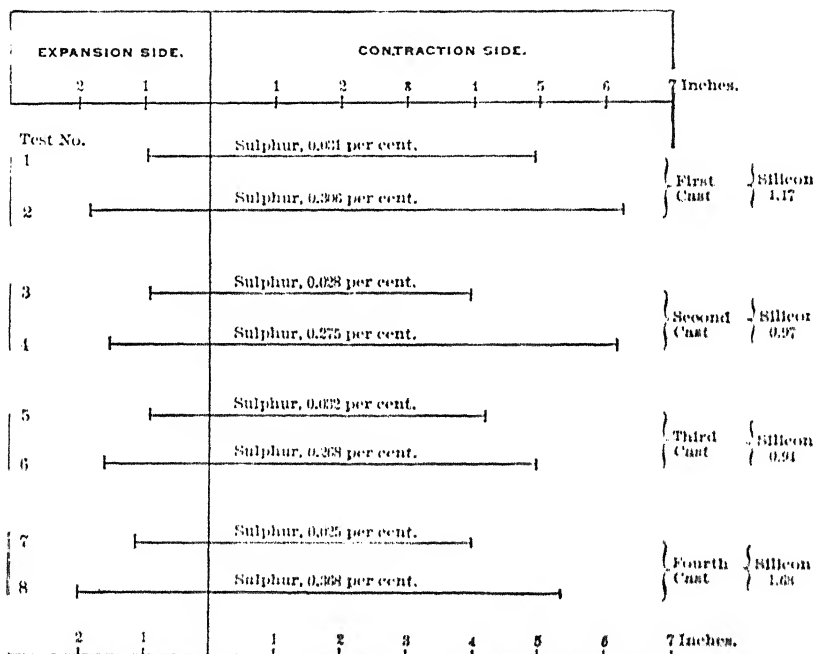 EXPANSION SIDE. CONTRACTION SIDE.
2 1 1 2 3 4 5 6 7 Inches.
Test No.
1 Sulphur, 0.031 per cent.
First Cast Silicon 1.17
2 Sulphur, 0.306 per cent.
3 Sulphur, 0.028 per cent.
Second Cast Silicon 0.97
4 Sulphur, 0.275 per cent.
5 Sulphur, 0.032 per cent.
Third Cast Silicon 0.94
6 Sulphur, 0.268 per cent.
7 Sulphur, 0.025 per cent.
Fourth Cast Silicon 1.68
8 Sulphur, 0.368 per cent.
2 1 1 2 3 4 5 6 7 Inches.